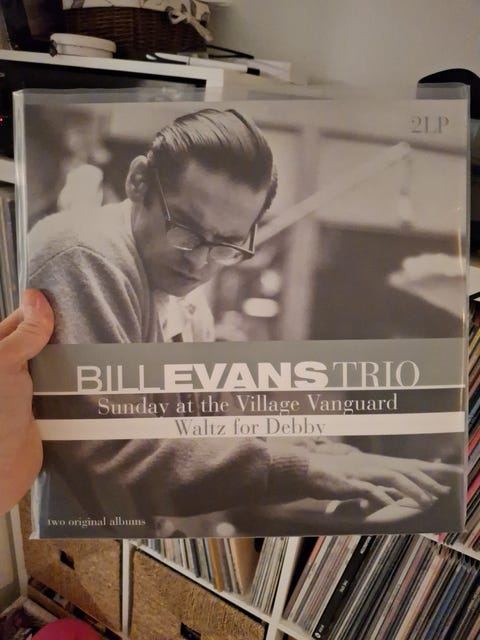 2LP
BILLEVANSTRIO
Sunday at the Village Vanguard
Waltz for Debby
two original albums